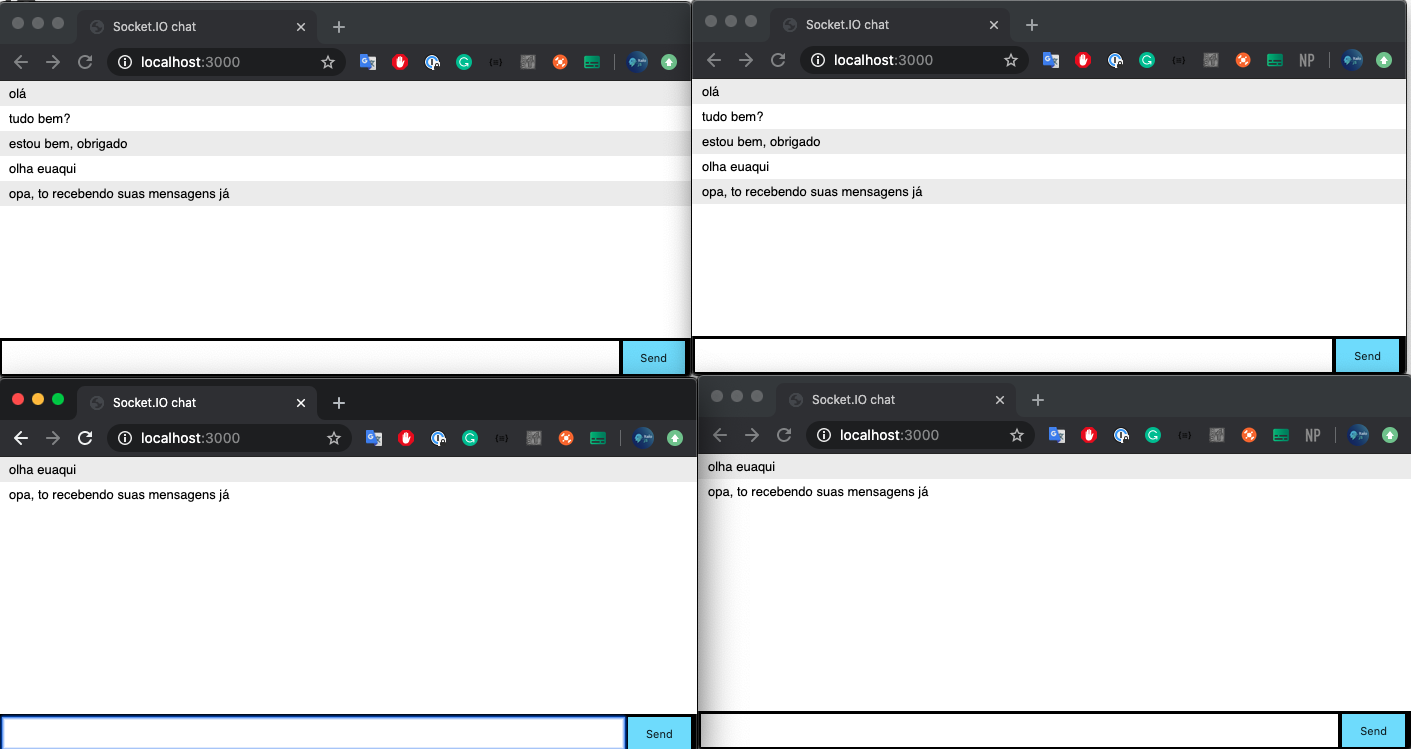 Socket.IO chat
localhost:3000
olá
tudo bem?
estou bem, obrigado
olha euaqui
opa, to recebendo suas mensagens já
Send
Socket.IO chat
localhost:3000
NP
olá
tudo bem?
estou bem, obrigado
olha euaqui
opa, to recebendo suas mensagens já
Send
Socket.IO chat
localhost:3000
olha euaqui
opa, to recebendo suas mensagens já
Send
Socket.IO chat
localhost:3000
NP
olha euaqui
opa, to recebendo suas mensagens já
Send